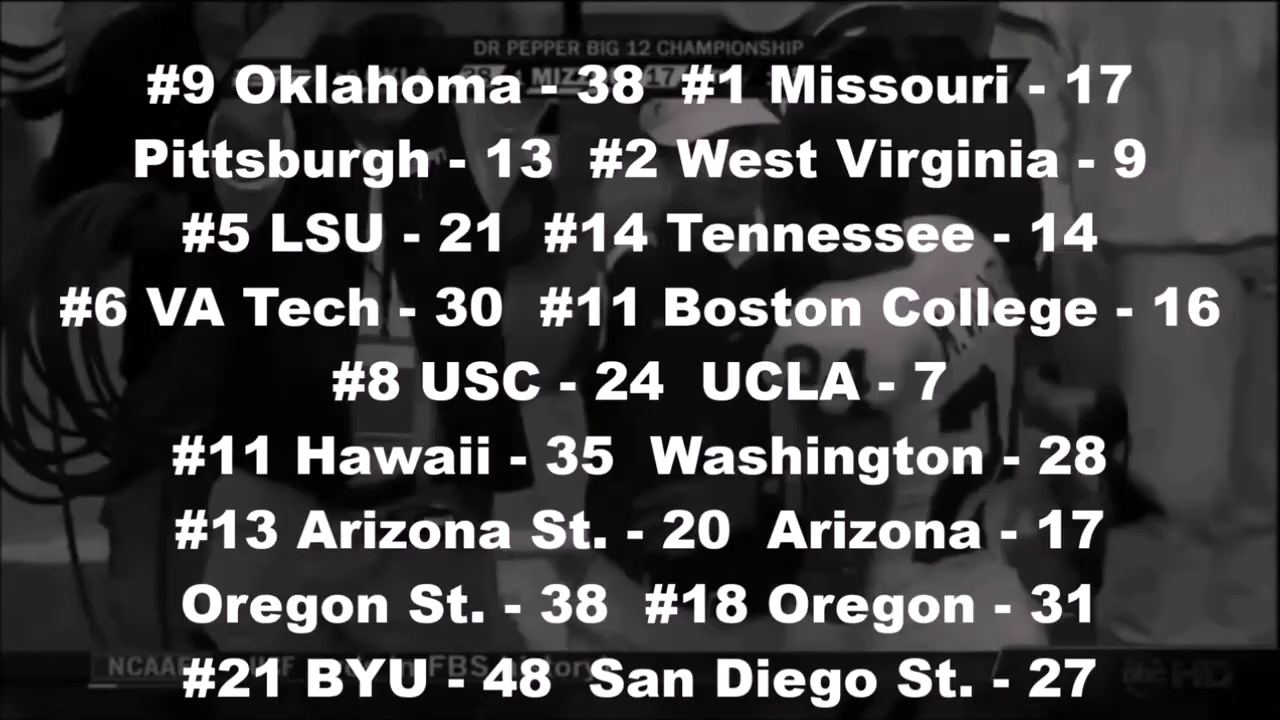 DR PEPPER BIG 12 CHAMPIONSHIP
#9 Oklahoma - 38 #1 Missouri - 17
Pittsburgh - 13 #2 West Virginia - 9
#5 LSU - 21 #14 Tennessee - 14
#6 VA Tech - 30 #11 Boston College - 16
#8 USC - 24 UCLA - 7
#11 Hawaii - 35 Washington - 28
#13 Arizona St. - 20 Arizona - 17
Oregon St. - 38 #18 Oregon - 31
#21 BYU - 48 San Diego St. - 27